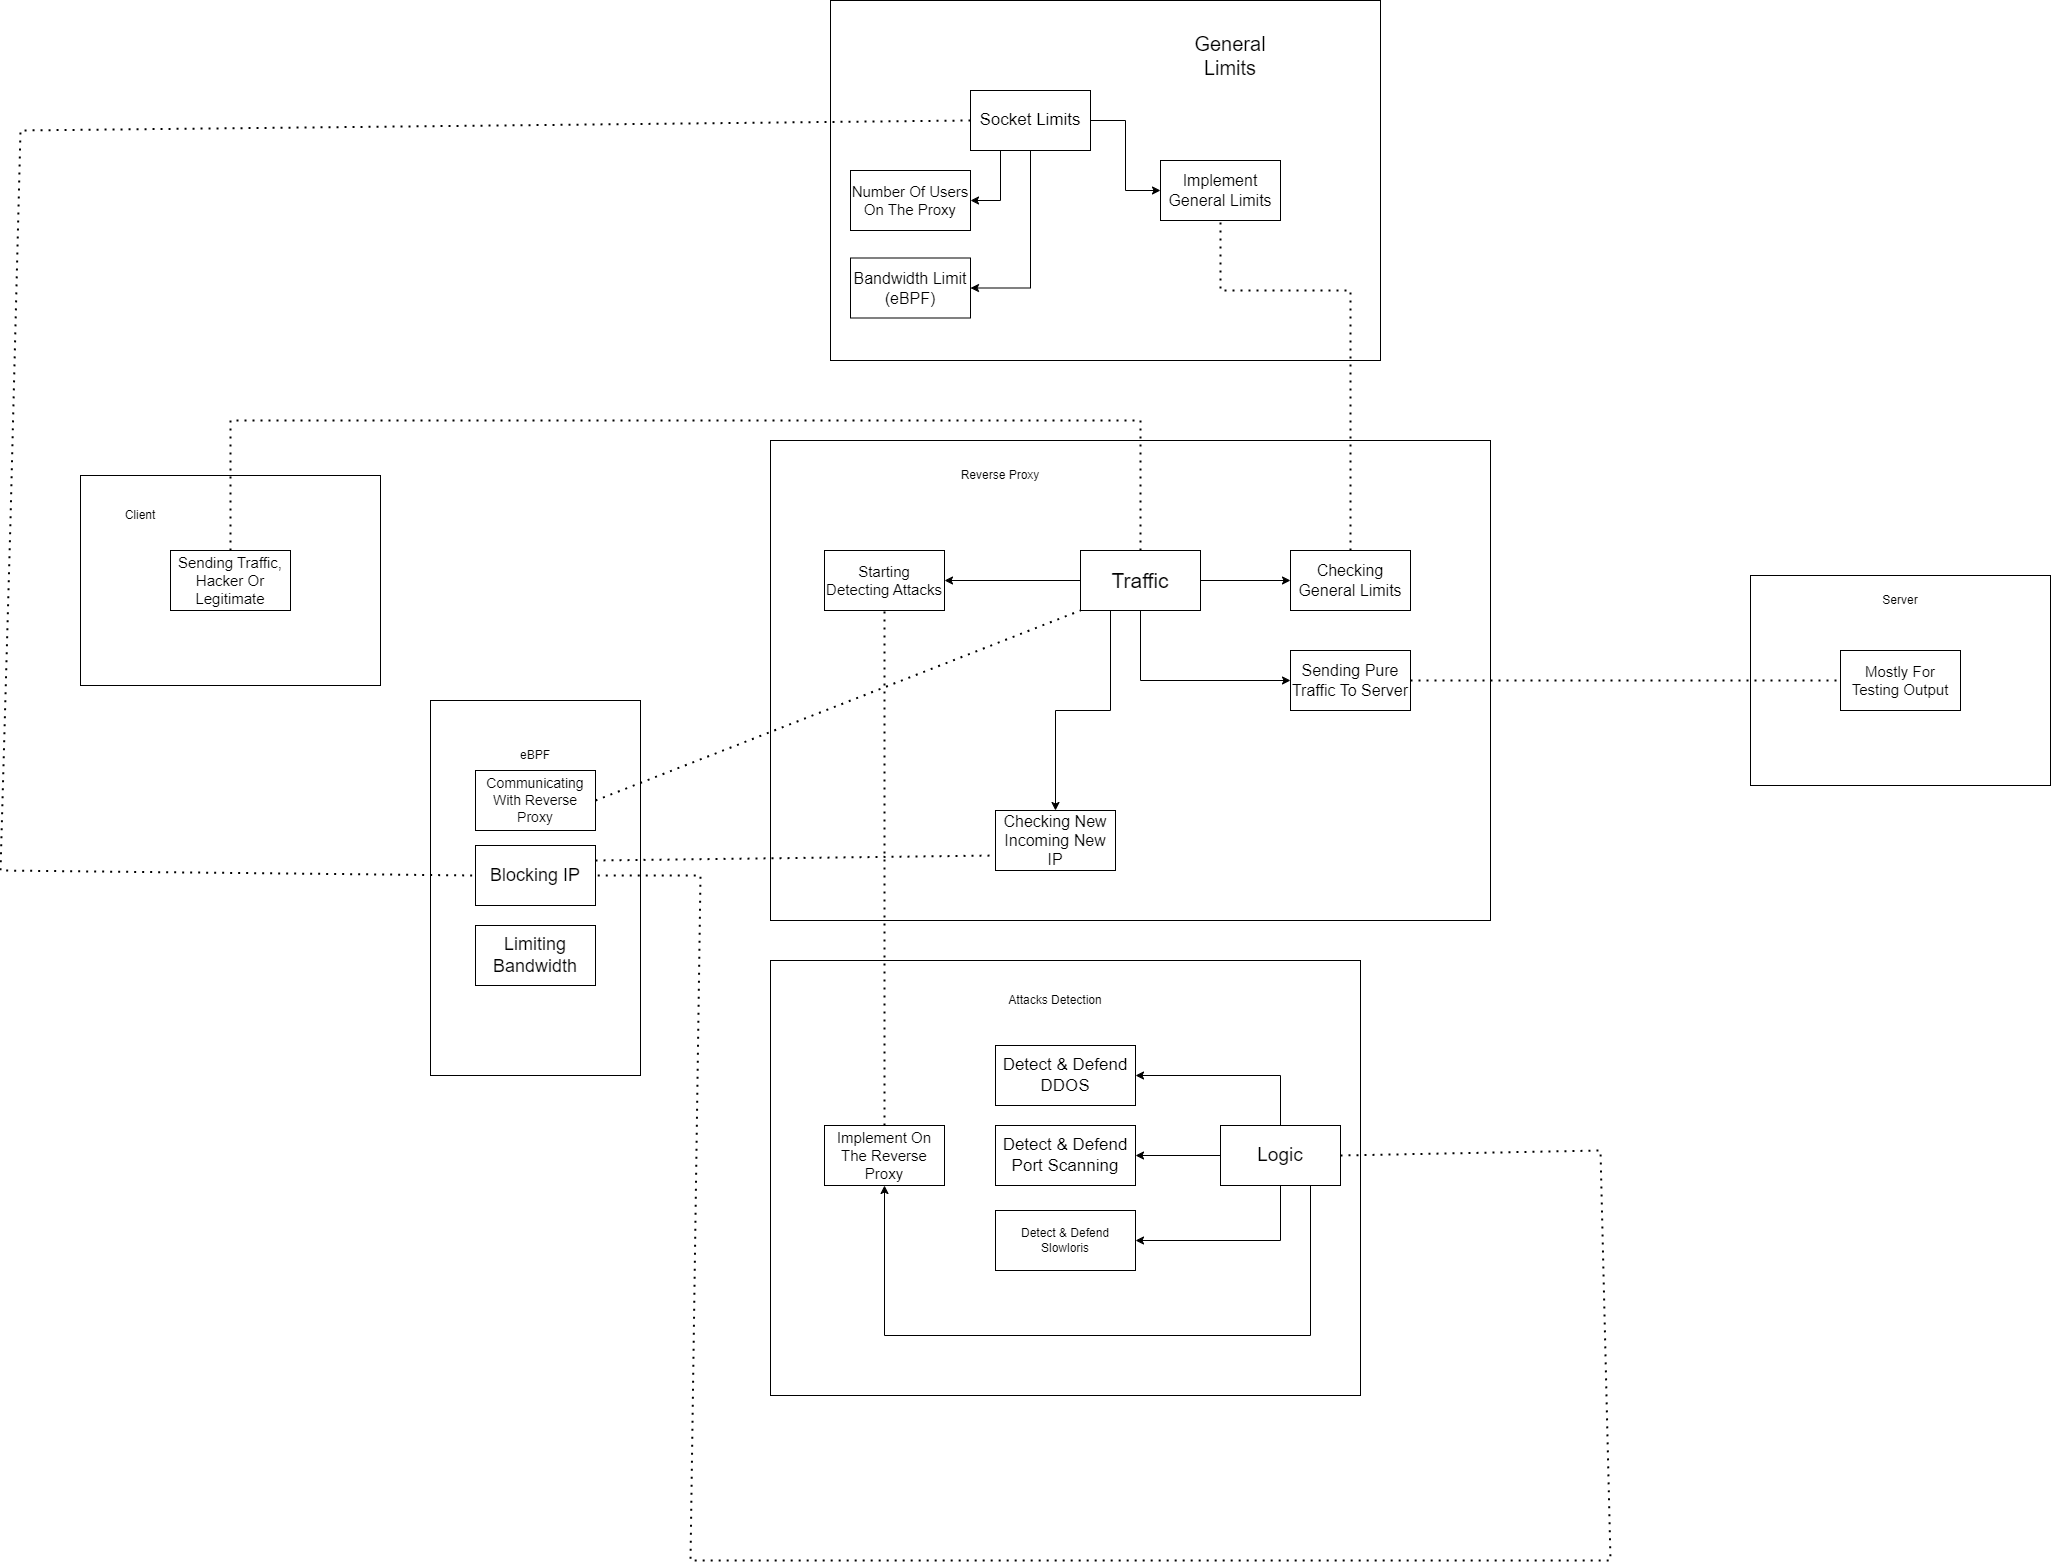 General
Limits
Socket Limits
Implement
General Limits
Number Of Users
On The Proxy
Bandwidth Limit
(eBPF)
Reverse Proxy
Client
Sending Traffic,
Hacker Or
Legitimate
Starting
Detecting Attacks
Traffic
Checking
General Limits
Server
Sending Pure
Traffic To Server
Mostly For
Testing Output
eBPF
Communicating
With Reverse
Proxy
Checking New
Incoming New
IP
Blocking IP
Limiting
Bandwidth
Attacks Detection
Detect & Defend
DDOS
Implement On
The Reverse
Proxy
Detect & Defend
Port Scanning
Logic
Detect & Defend
Slowloris